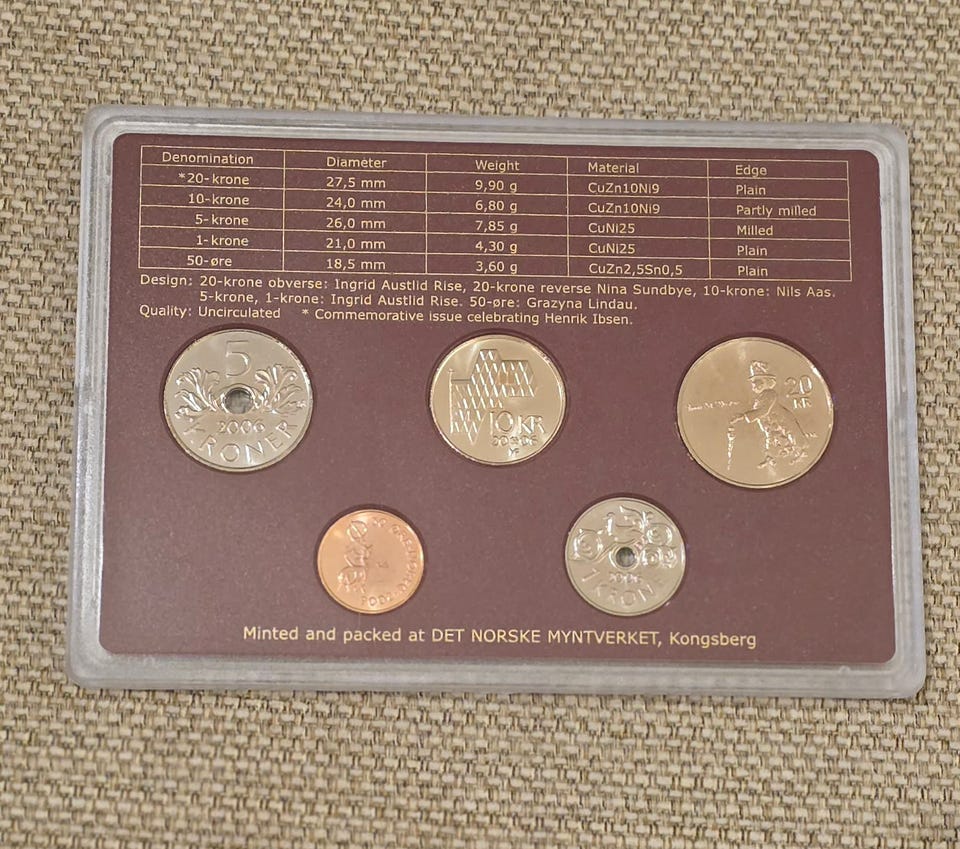 Denomination Diameter Weight Material Edge
*20-krone 27,5 mm 9,90 g CuZn10Ni9 Plain
10-krone 24,0 mm 6,80 g CuZn10Ni9 Partly milled
5-krone 26,0 mm 7,85 g CuNi25 Milled
1-krone 21,0 mm 4,30 g CuNi25 Plain
50-øre 18,5 mm 3,60 g CuZn2,5Sn0,5 Plain
Design: 20-krone obverse: Ingrid Austlid Rise, 20-krone reverse Nina Sundbye, 10-krone: Nils Aas.
5-krone, 1-krone: Ingrid Austlid Rise. 50-øre: Grazyna Lindau.
Quality: Uncirculated * Commemorative issue celebrating Henrik Ibsen.
5
2006
KRONER
10 KR
2006
20
KR
2006
1 KRONE
Minted and packed at DET NORSKE MYNTVERKET, Kongsberg